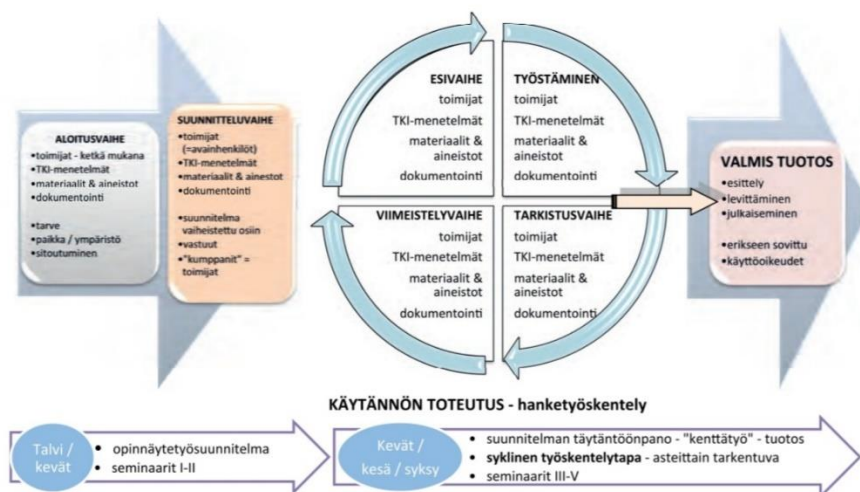 ALOITUSVAIHE
•toimijat - ketkä mukana
•TKI-menetelmät
•materiaalit & aineistot
•dokumentointi
•tarve
•paikka / ympäristö
•sitoutuminen
SUUNNITTELUVAIHE
•toimijat
(=avainhenkilöt)
•TKI-menetelmät
•materiaalit & ainestot
•dokumentointi
•suunnitelma
vaiheistettu osiin
•vastuut
•"kumppanit" =
toimijat
ESIVAIHE
toimijat
TKI-menetelmät
materiaalit &
aineistot
dokumentointi
TYÖSTÄMINEN
toimijat
TKI-menetelmät
materiaalit &
aineistot
dokumentointi
VIIMEISTELYVAIHE
toimijat
TKI-menetelmät
materiaalit &
aineistot
dokumentointi
TARKISTUSVAIHE
toimijat
TKI-menetelmät
materiaalit &
aineistot
dokumentointi
VALMIS TUOTOS
•esittely
•levittäminen
•julkaiseminen
•erikseen sovittu
•käyttöoikeudet
KÄYTÄNNÖN TOTEUTUS - hanketyöskentely
Talvi /
kevät
• opinnäytetyösuunnitelma
• seminaarit I-II
Kevät /
kesä / syksy
• suunnitelman täytäntöönpano - "kenttätyö" - tuotos
• syklinen työskentelytapa - asteittain tarkentuva
• seminaarit III-V